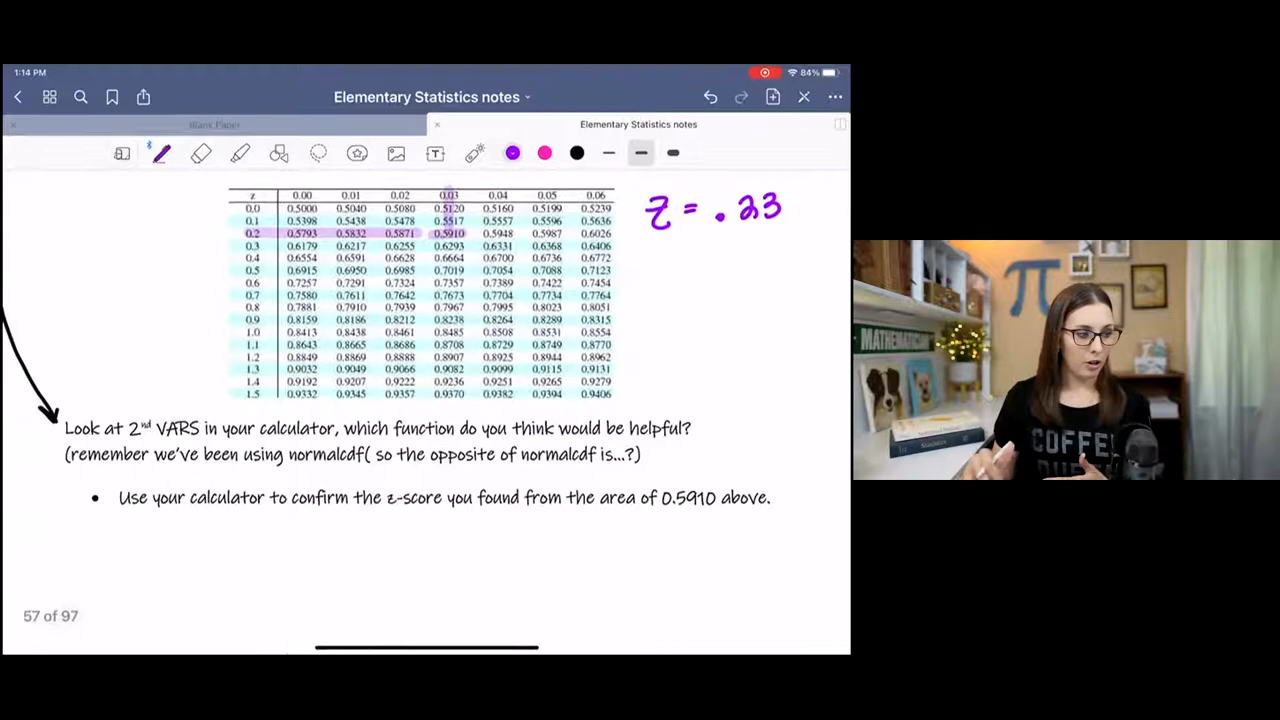 1:14 PM
84%
Elementary Statistics notes
Blank Paper
Elementary Statistics notes
z 0.00 0.01 0.02 0.03 0.04 0.05 0.06
0.0 0.5000 0.5040 0.5080 0.5120 0.5160 0.5199 0.5239
0.1 0.5398 0.5438 0.5478 0.5517 0.5557 0.5596 0.5636
0.2 0.5793 0.5832 0.5871 0.5910 0.5948 0.5987 0.6026
0.3 0.6179 0.6217 0.6255 0.6293 0.6331 0.6368 0.6406
0.4 0.6554 0.6591 0.6628 0.6664 0.6700 0.6736 0.6772
0.5 0.6915 0.6950 0.6985 0.7019 0.7054 0.7088 0.7123
0.6 0.7257 0.7291 0.7324 0.7357 0.7389 0.7422 0.7454
0.7 0.7580 0.7611 0.7642 0.7673 0.7704 0.7734 0.7764
0.8 0.7881 0.7910 0.7939 0.7967 0.7995 0.8023 0.8051
0.9 0.8159 0.8186 0.8212 0.8238 0.8264 0.8289 0.8315
1.0 0.8413 0.8438 0.8461 0.8485 0.8508 0.8531 0.8554
1.1 0.8643 0.8665 0.8686 0.8708 0.8729 0.8749 0.8770
1.2 0.8849 0.8869 0.8888 0.8907 0.8925 0.8944 0.8962
1.3 0.9032 0.9049 0.9066 0.9082 0.9099 0.9115 0.9131
1.4 0.9192 0.9207 0.9222 0.9236 0.9251 0.9265 0.9279
1.5 0.9332 0.9345 0.9357 0.9370 0.9382 0.9394 0.9406
z = .23
Look at 2nd VARS in your calculator, which function do you think would be helpful?
(remember we've been using normalcdf( so the opposite of normalcdf is...?)
• Use your calculator to confirm the z-score you found from the area of 0.5910 above.
57 of 97
π
MATHEMATICIAN
Statistics
COFFEE